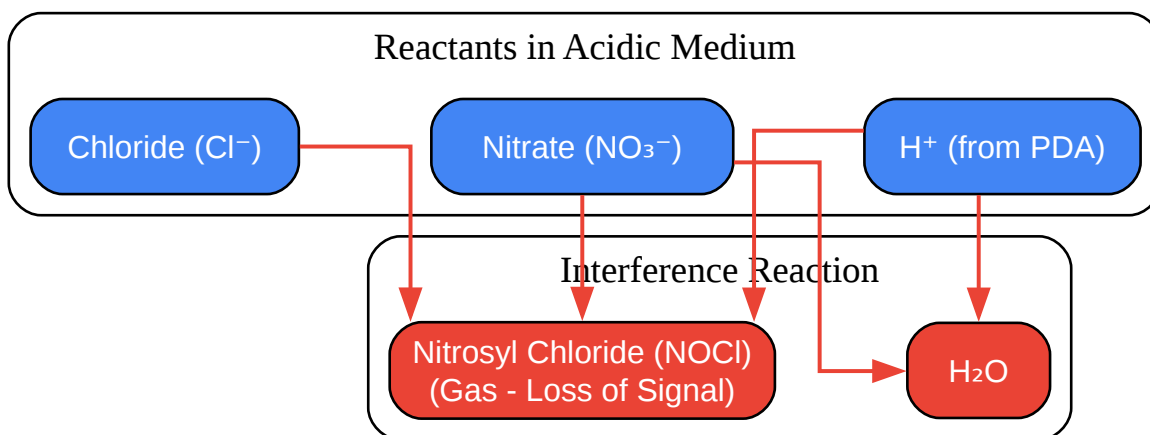 Reactants in Acidic Medium
Chloride (Cl⁻)
Nitrate (NO₃⁻)
H⁺ (from PDA)
Interference Reaction
Nitrosyl Chloride (NOCl)
(Gas - Loss of Signal)
H₂O